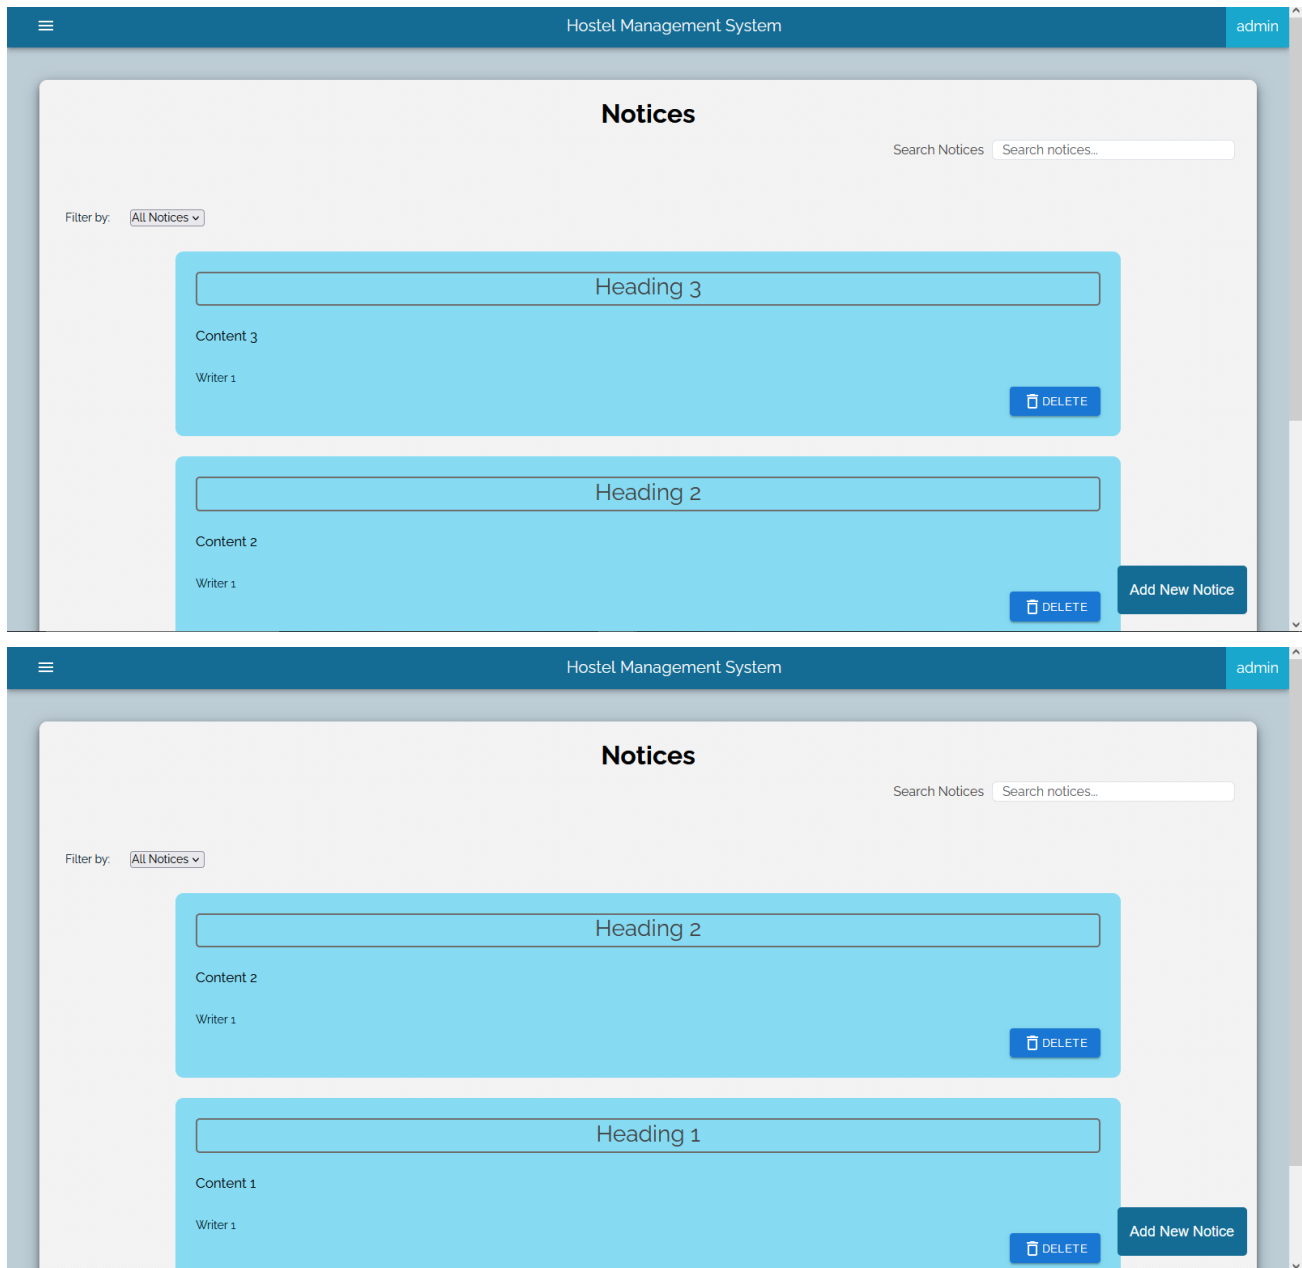 Hostel Management System admin
Notices
Search Notices Search notices...
Filter by: All Notices
Heading 3
Content 3
Writer 1
DELETE
Heading 2
Content 2
Writer 1
DELETE
Add New Notice
Hostel Management System admin
Notices
Search Notices Search notices...
Filter by: All Notices
Heading 2
Content 2
Writer 1
DELETE
Heading 1
Content 1
Writer 1
DELETE
Add New Notice